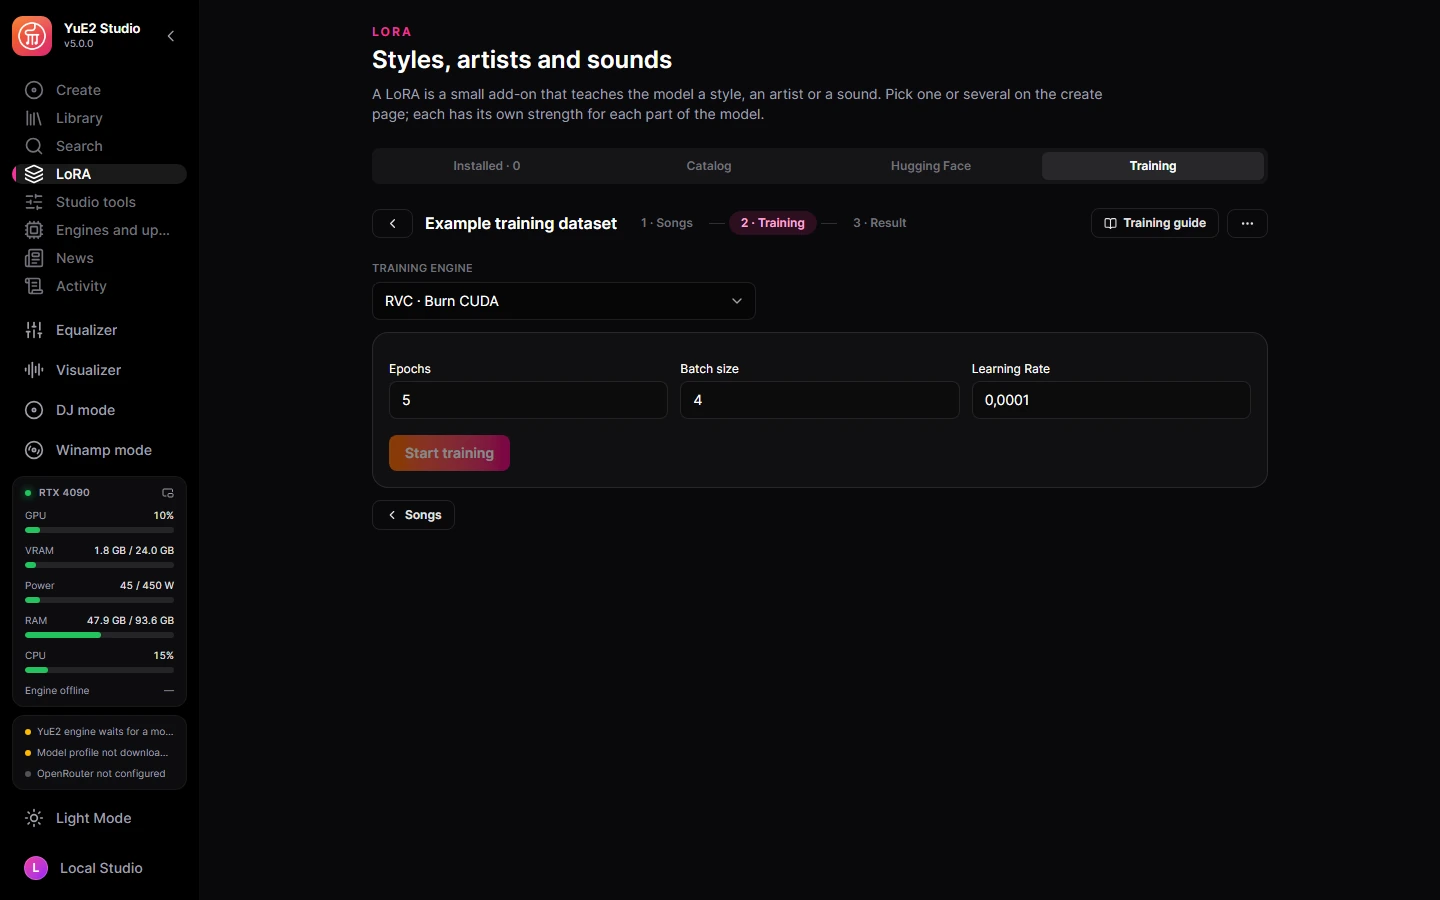 YuE2 Studio
v5.0.0
Create
Library
Search
LoRA
Studio tools
Engines and up...
News
Activity
Equalizer
Visualizer
DJ mode
Winamp mode
RTX 4090
GPU 10%
VRAM 1.8 GB / 24.0 GB
Power 45 / 450 W
RAM 47.9 GB / 93.6 GB
CPU 15%
Engine offline —
YuE2 engine waits for a mo...
Model profile not downloa...
OpenRouter not configured
Light Mode
L Local Studio
LORA
Styles, artists and sounds
A LoRA is a small add-on that teaches the model a style, an artist or a sound. Pick one or several on the create
page; each has its own strength for each part of the model.
Installed · 0 Catalog Hugging Face Training
Example training dataset 1 · Songs 2 · Training 3 · Result Training guide
TRAINING ENGINE
RVC · Burn CUDA
Epochs Batch size Learning Rate
5 4 0,0001
Start training
Songs